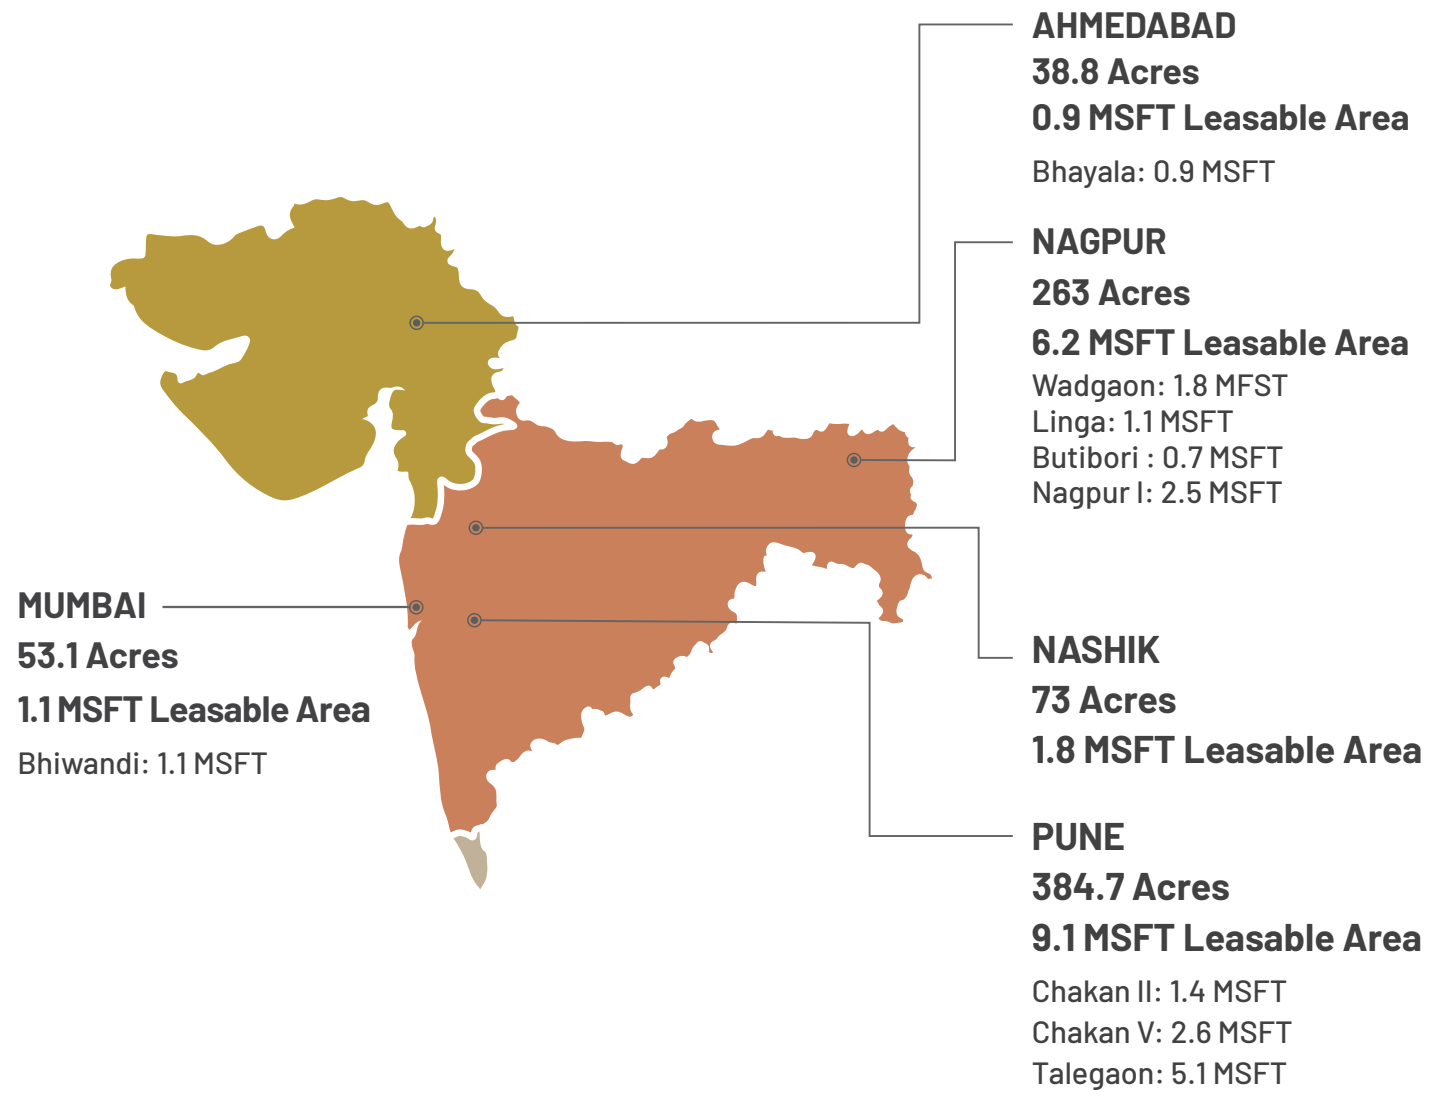 AHMEDABAD
38.8 Acres
0.9 MSFT Leasable Area
Bhayala: 0.9 MSFT
NAGPUR
263 Acres
6.2 MSFT Leasable Area
Wadgaon: 1.8 MFST
Linga: 1.1 MSFT
Butibori : 0.7 MSFT
Nagpur I: 2.5 MSFT
MUMBAI
53.1 Acres
1.1 MSFT Leasable Area
Bhiwandi: 1.1 MSFT
NASHIK
73 Acres
1.8 MSFT Leasable Area
PUNE
384.7 Acres
9.1 MSFT Leasable Area
Chakan II: 1.4 MSFT
Chakan V: 2.6 MSFT
Talegaon: 5.1 MSFT